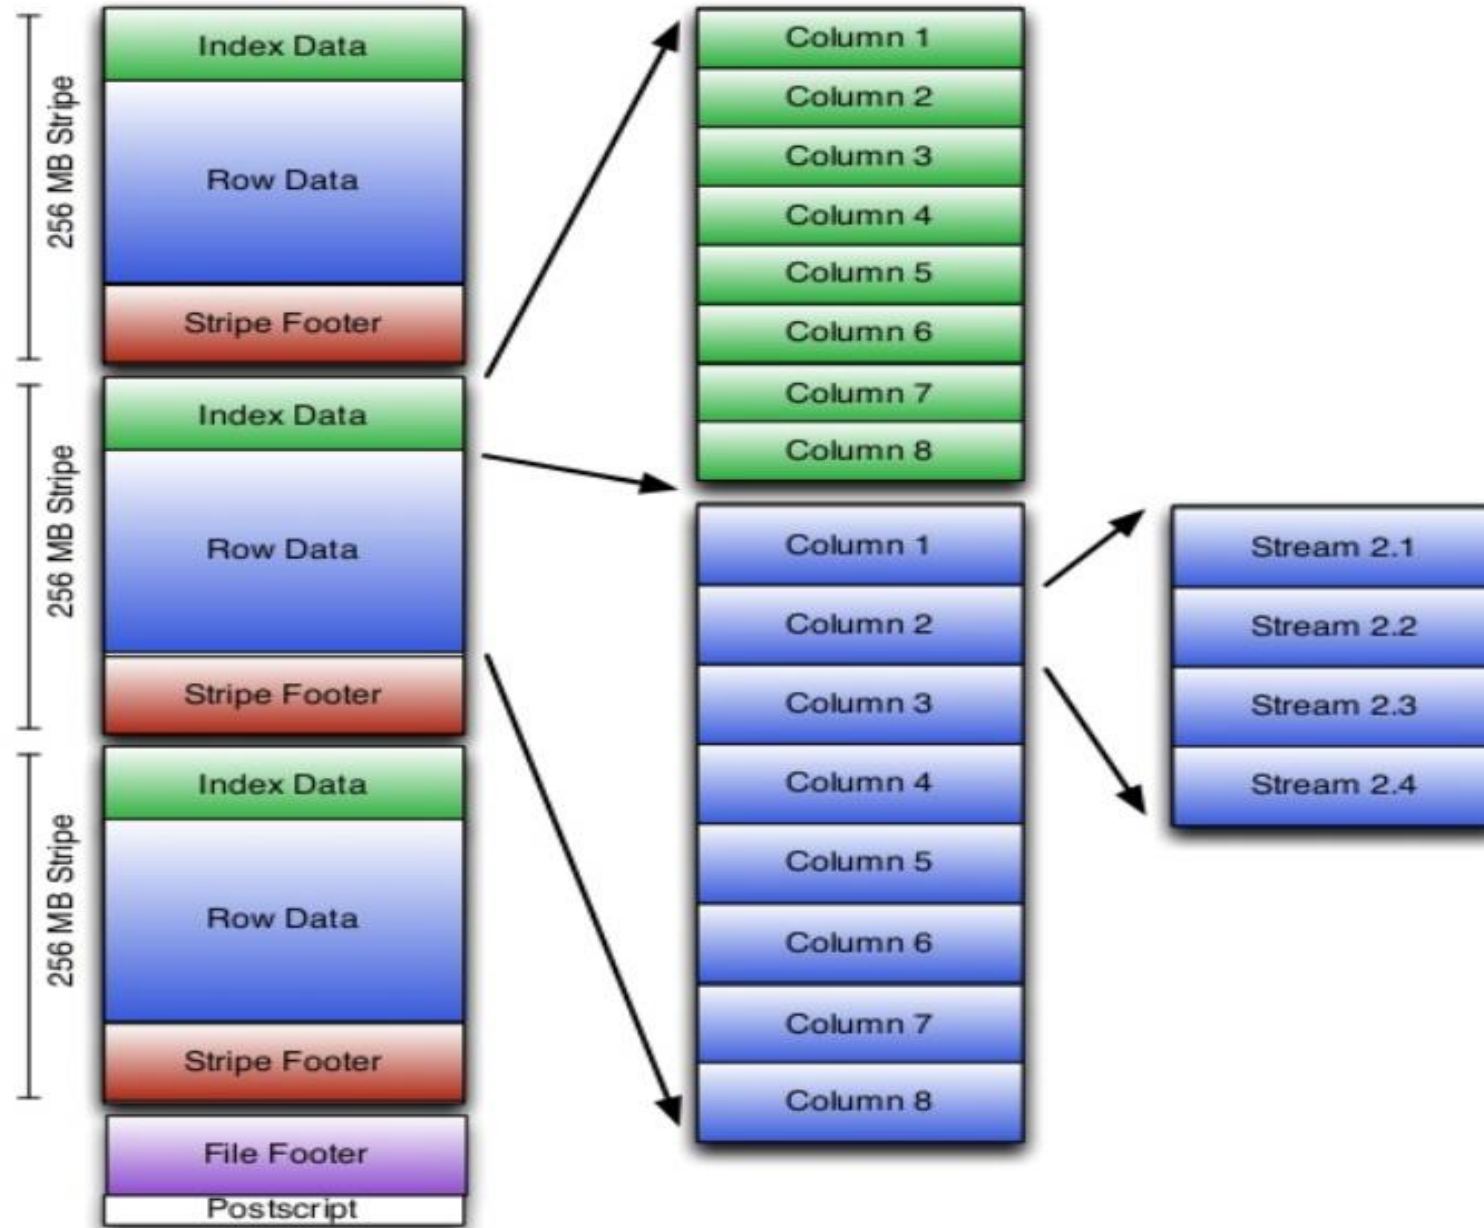 256 MB Stripe
Index Data
Row Data
Stripe Footer
256 MB Stripe
Index Data
Row Data
Stripe Footer
256 MB Stripe
Index Data
Row Data
Stripe Footer
File Footer
Postscript
Column 1
Column 2
Column 3
Column 4
Column 5
Column 6
Column 7
Column 8
Column 1
Column 2
Column 3
Column 4
Column 5
Column 6
Column 7
Column 8
Stream 2.1
Stream 2.2
Stream 2.3
Stream 2.4